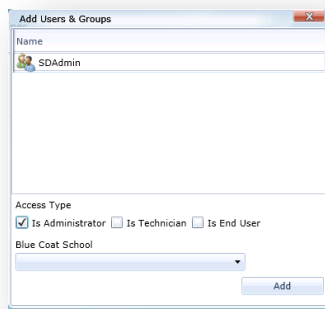 Add Users & Groups
Name
SDAdmin
Access Type
Is Administrator Is Technician Is End User
Blue Coat School
Add